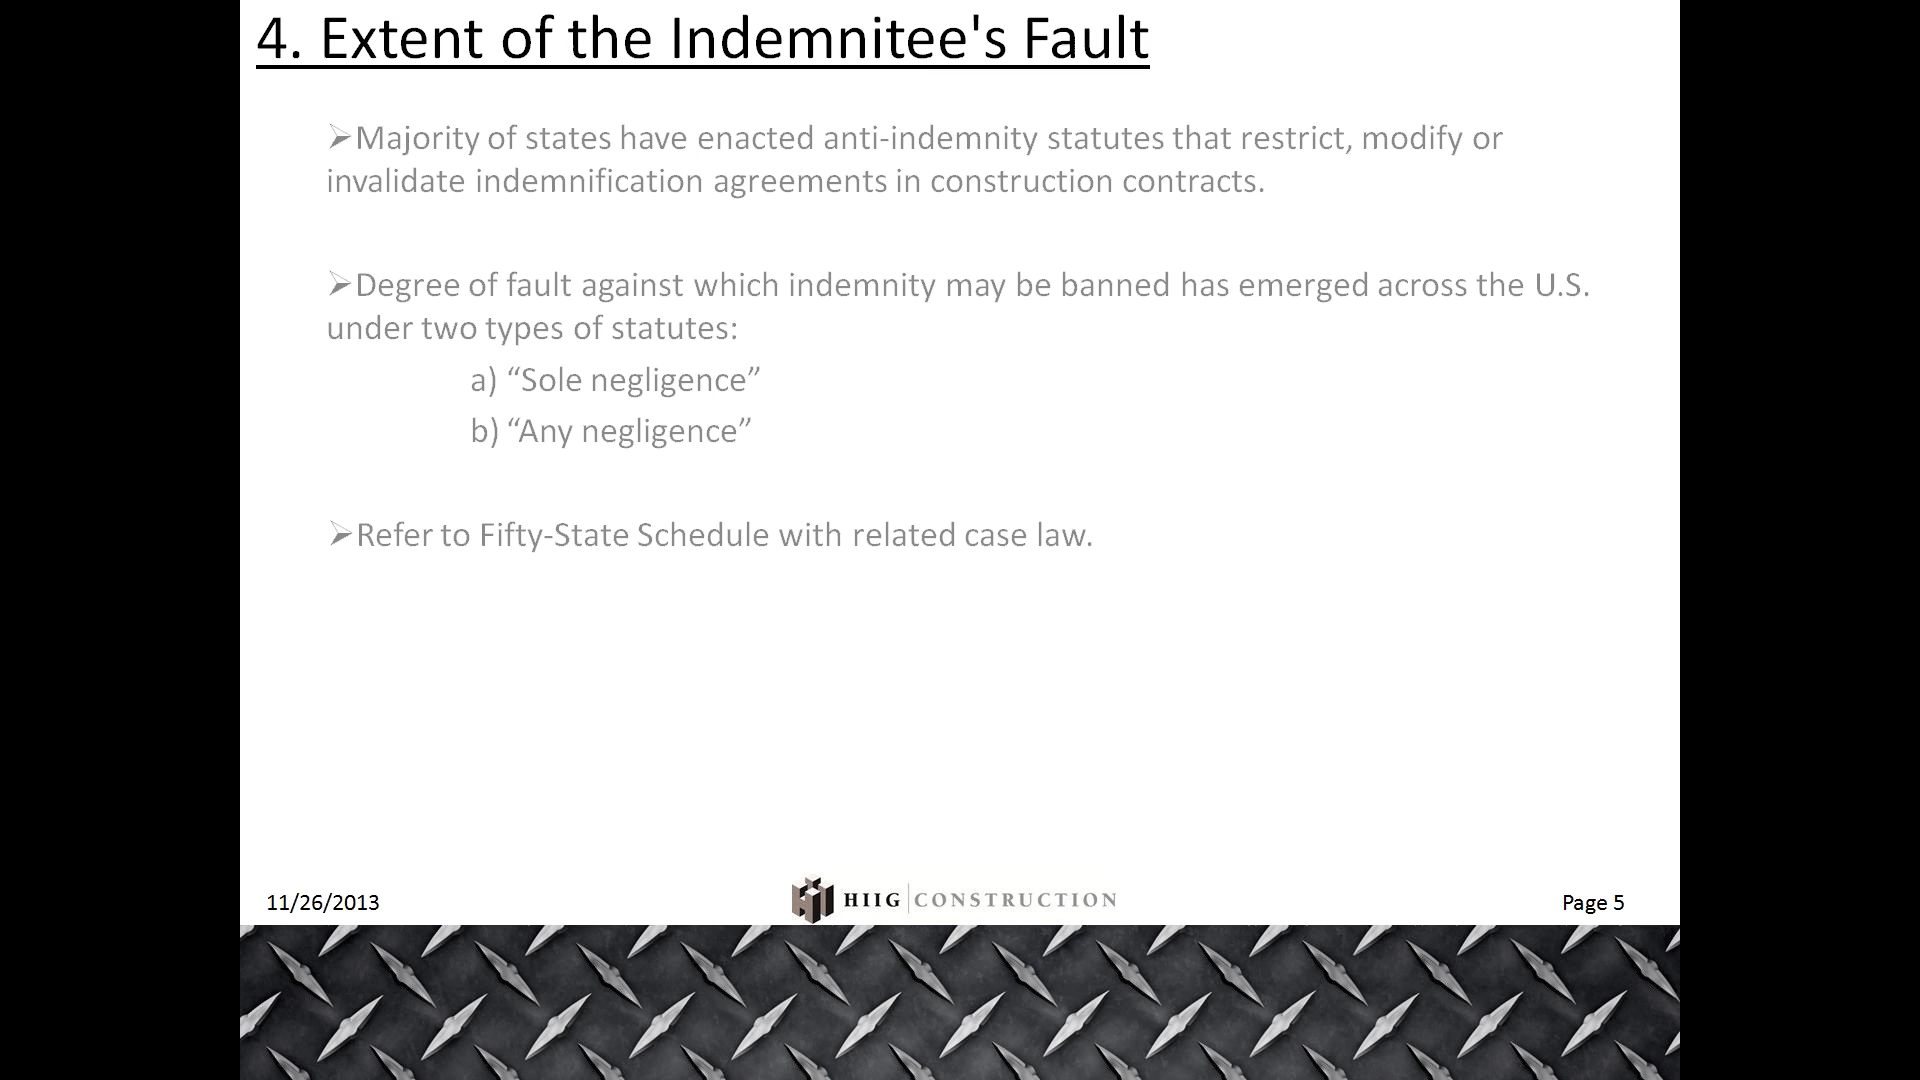 4. Extent of the Indemnitee's Fault
➢Majority of states have enacted anti-indemnity statutes that restrict, modify or
invalidate indemnification agreements in construction contracts.
➢Degree of fault against which indemnity may be banned has emerged across the U.S.
under two types of statutes:
a) “Sole negligence”
b) “Any negligence”
➢Refer to Fifty-State Schedule with related case law.
11/26/2013
HIIG CONSTRUCTION
Page 5